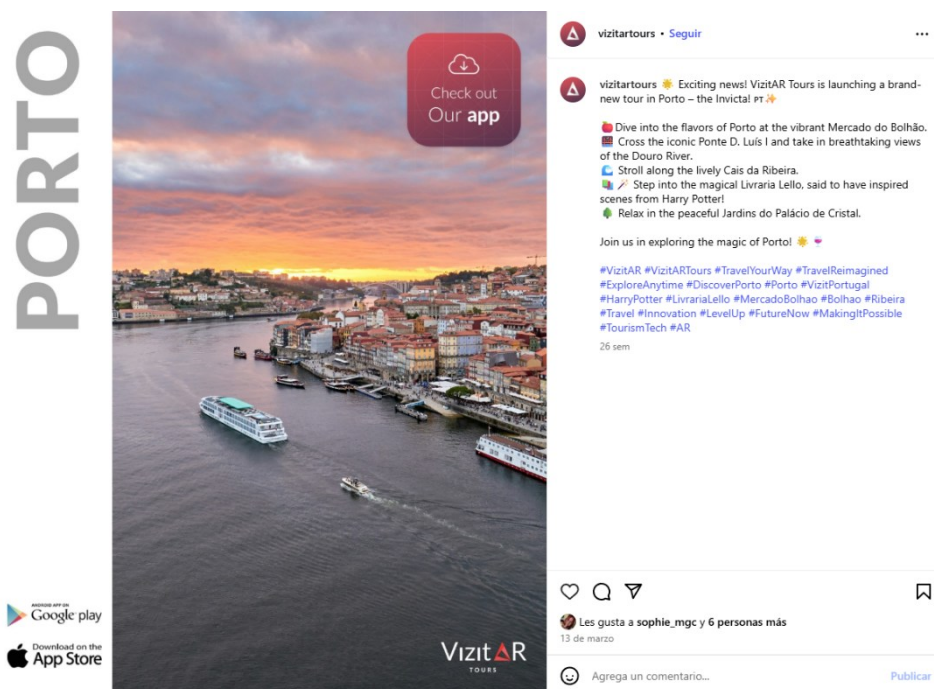 PORTO
Check out
Our app
ANDROID APP ON
Google play
Download on the
App Store
VIZITAR
TOURS
vizitartours • Seguir
vizitartours ☀️ Exciting news! VizitAR Tours is launching a brand-
new tour in Porto – the Invicta! PT ✨
🍎Dive into the flavors of Porto at the vibrant Mercado do Bolhão.
🌉 Cross the iconic Ponte D. Luís I and take in breathtaking views
of the Douro River.
🌊 Stroll along the lively Cais da Ribeira.
📚 🪄 Step into the magical Livraria Lello, said to have inspired
scenes from Harry Potter!
🌳 Relax in the peaceful Jardins do Palácio de Cristal.
Join us in exploring the magic of Porto! ☀️ 🍷
#VizitAR #VizitARTours #TravelYourWay #TravelReimagined
#ExploreAnytime #DiscoverPorto #Porto #VizitPortugal
#HarryPotter #LivrariaLello #MercadoBolhao #Bolhao #Ribeira
#Travel #Innovation #LevelUp #FutureNow #MakingItPossible
#TourismTech #AR
26 sem
Les gusta a sophie_mgc y 6 personas más
13 de marzo
Agrega un comentario...
Publicar